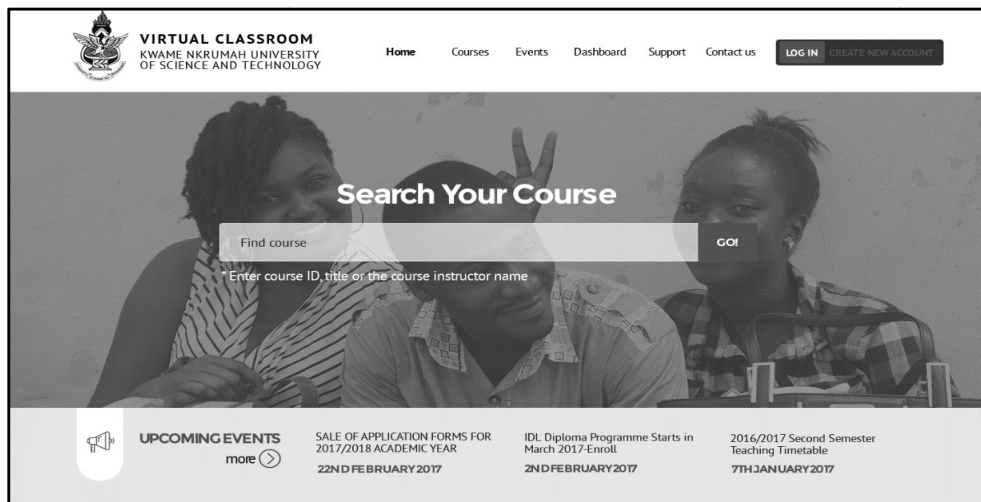 VIRTUAL CLASSROOM
KWAME NKRUMAH UNIVERSITY
OF SCIENCE AND TECHNOLOGY
Home Courses Events Dashboard Support Contact us LOG IN CREATE NEW ACCOUNT
Search Your Course
Find course GO!
* Enter course ID, title or the course instructor name
UPCOMING EVENTS
more
SALE OF APPLICATION FORMS FOR
2017/2018 ACADEMIC YEAR
22ND FEBRUARY 2017
IDL Diploma Programme Starts in
March 2017-Enroll
2ND FEBRUARY 2017
2016/2017 Second Semester
Teaching Timetable
7TH JANUARY 2017